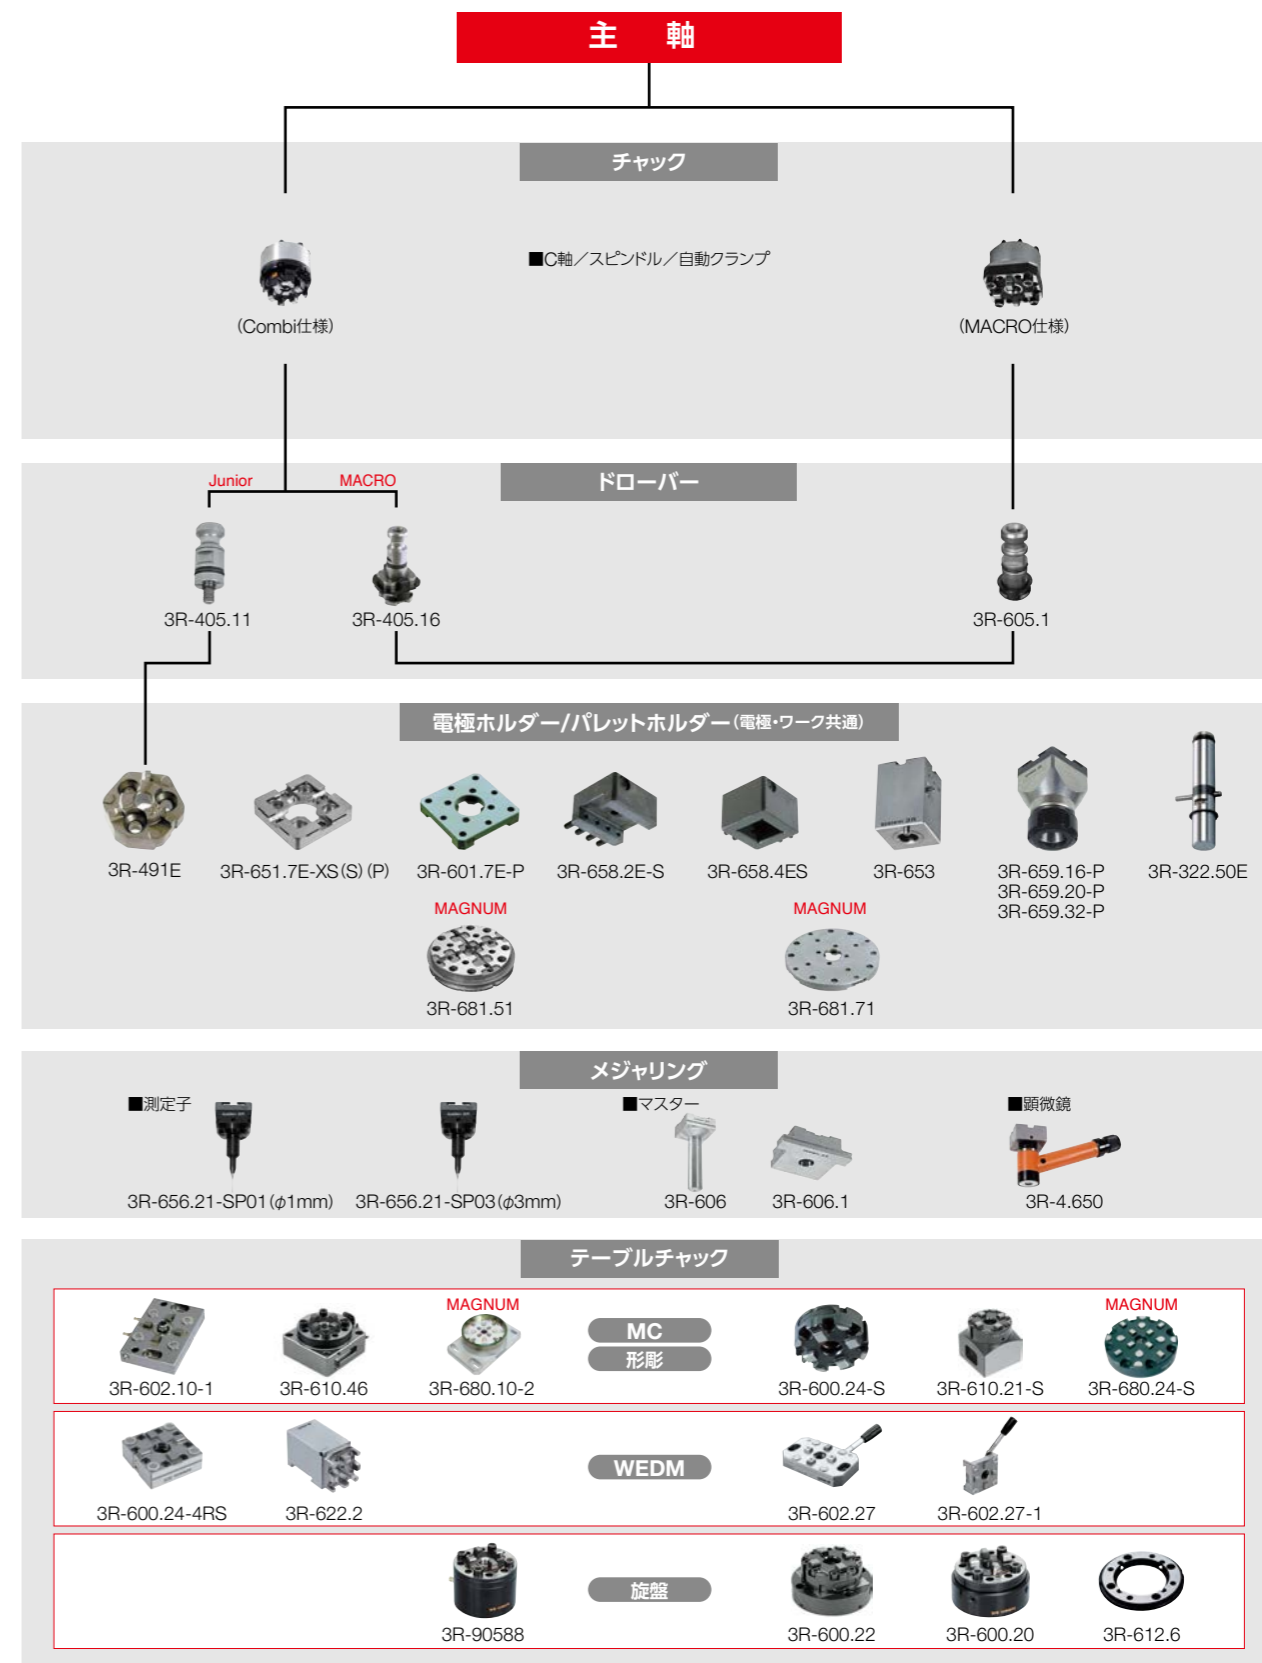 主 軸
チャック
■C軸／スピンドル／自動クランプ
（Combi仕様）
（MACRO仕様）
ドローバー
Junior
MACRO
3R-405.11
3R-405.16
3R-605.1
電極ホルダー/パレットホルダー（電極・ワーク共通）
3R-491E
3R-651.7E-XS（S）（P）
3R-601.7E-P
3R-658.2E-S
3R-658.4ES
3R-653
3R-659.16-P
3R-659.20-P
3R-659.32-P
3R-322.50E
MAGNUM
3R-681.51
MAGNUM
3R-681.71
メジャリング
■測定子
3R-656.21-SP01（φ1mm）
3R-656.21-SP03（φ3mm）
■マスター
3R-606
3R-606.1
■顕微鏡
3R-4.650
テーブルチャック
MC
形彫
3R-602.10-1
3R-610.46
MAGNUM
3R-680.10-2
3R-600.24-S
3R-610.21-S
MAGNUM
3R-680.24-S
WEDM
3R-600.24-4RS
3R-622.2
3R-602.27
3R-602.27-1
旋盤
3R-90588
3R-600.22
3R-600.20
3R-612.6